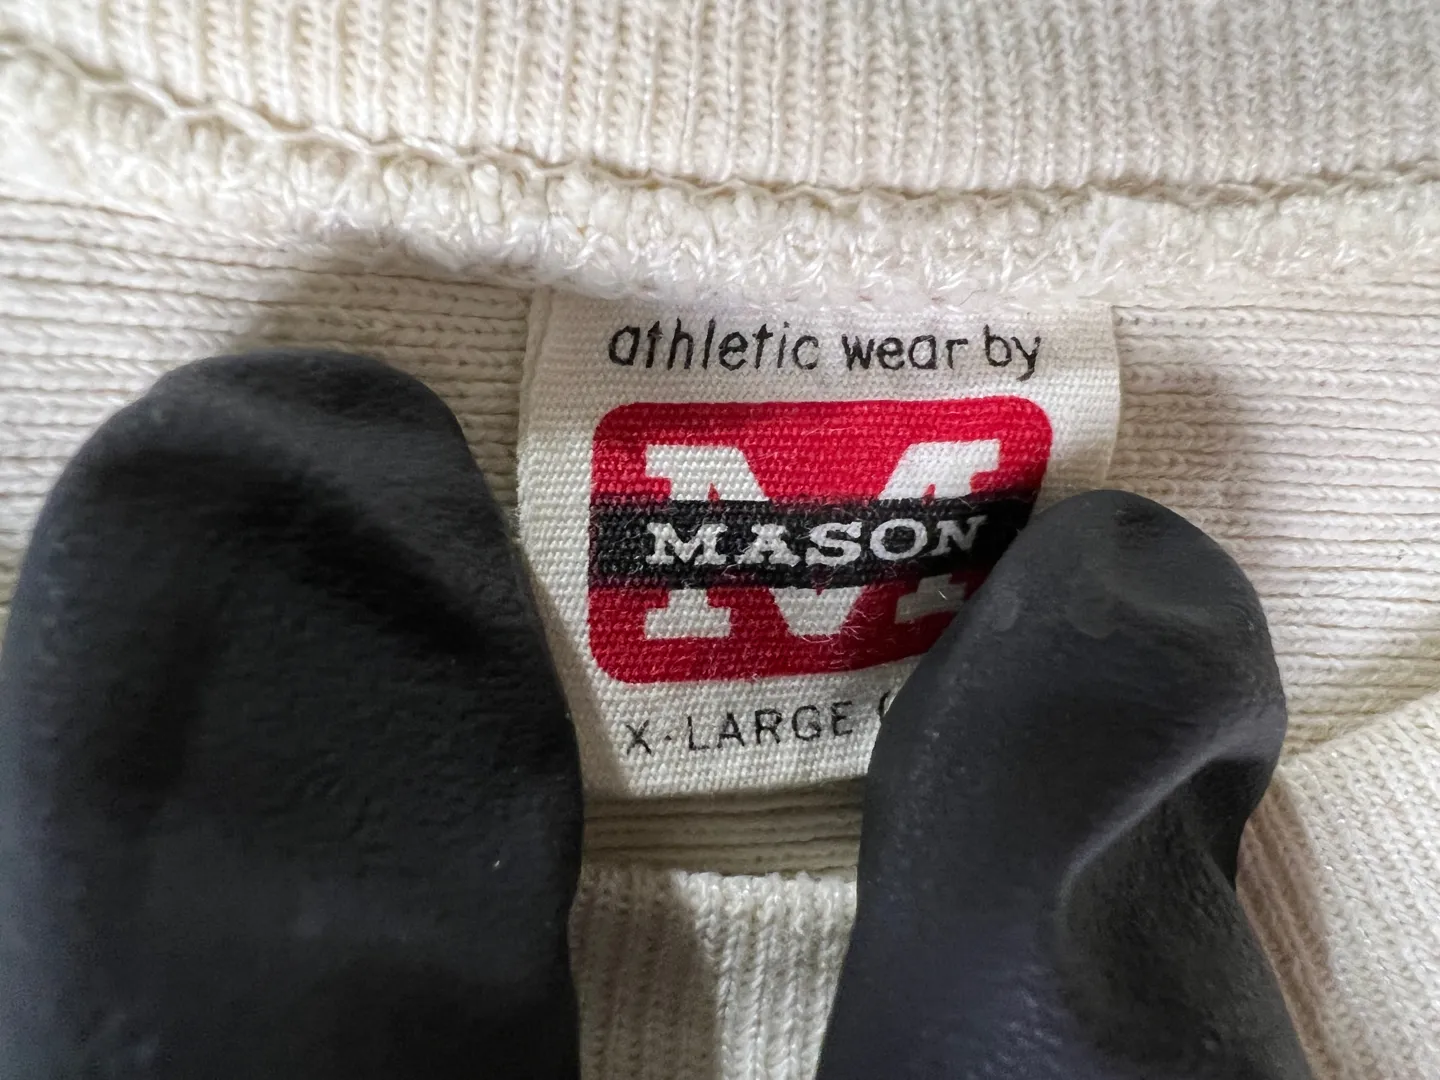 athletic wear by
M
MASON
X-LARGE